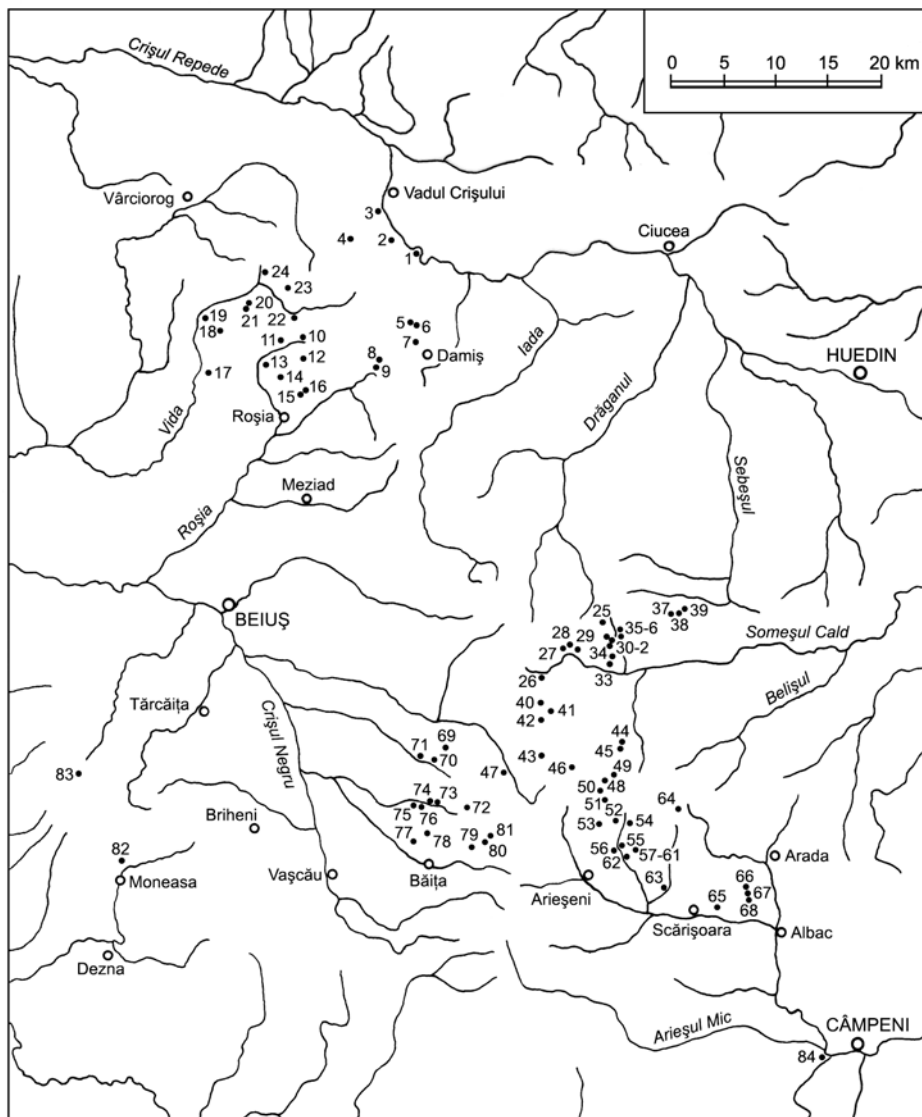 Crişul Repede
0 5 10 15 20 km
Vârciorog
Vadul Crişului
3
4
2
1
Ciucea
24
23
20
21
19
18
22
5
6
11
10
7
Damiş
Iada
Drăganul
HUEDIN
13
12
8
9
17
14
16
15
Vida
Roşia
Sebeşul
Meziad
Roşia
BEIUŞ
25
37
39
38
35-6
28
29
30-2
34
27
33
Someşul Cald
26
Belişul
40
41
42
Tărcăiţa
Crişul Negru
69
71
70
44
45
43
46
47
49
48
50
83
74
73
75
76
72
51
52
64
53
54
Briheni
77
78
79
81
80
55
56
57-61
62
82
Moneasa
Vaşcău
Băiţa
Arieşeni
63
Arada
66
67
65
68
Scărişoara
Albac
Dezna
Arieşul Mic
CÂMPENI
84